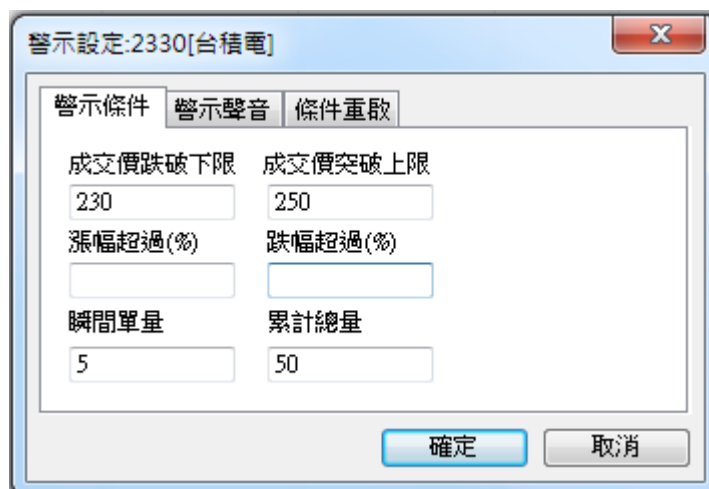 警示設定:2330[台積電]
警示條件 警示聲音 條件重啟
成交價跌破下限 成交價突破上限
230 250
漲幅超過(%) 跌幅超過(%)
瞬間單量 累計總量
5 50
確定 取消